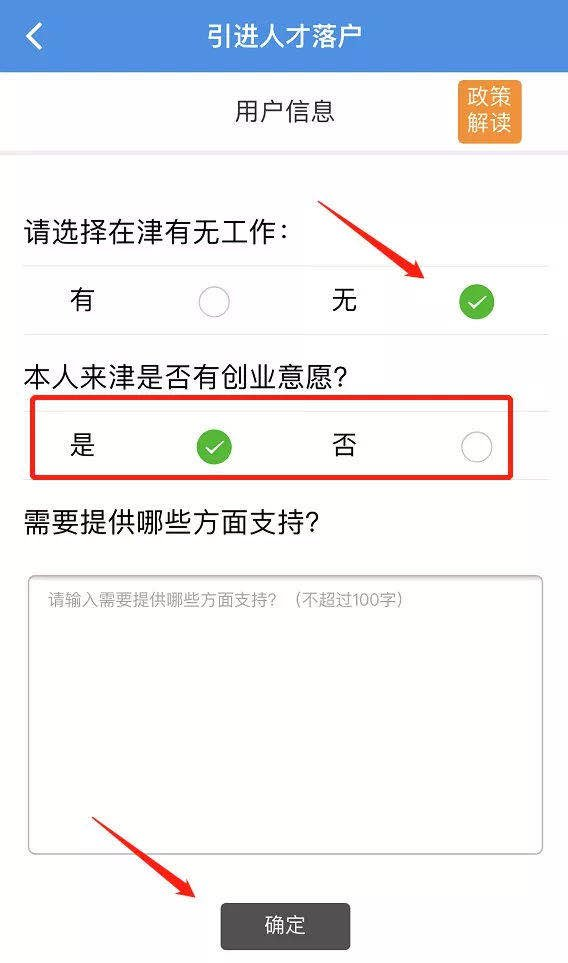 引进人才落户
用户信息
政策
解读
请选择在津有无工作：
有 无
本人来津是否有创业意愿？
是 否
需要提供哪些方面支持？
请输入需要提供哪些方面支持？（不超过100字）
确定